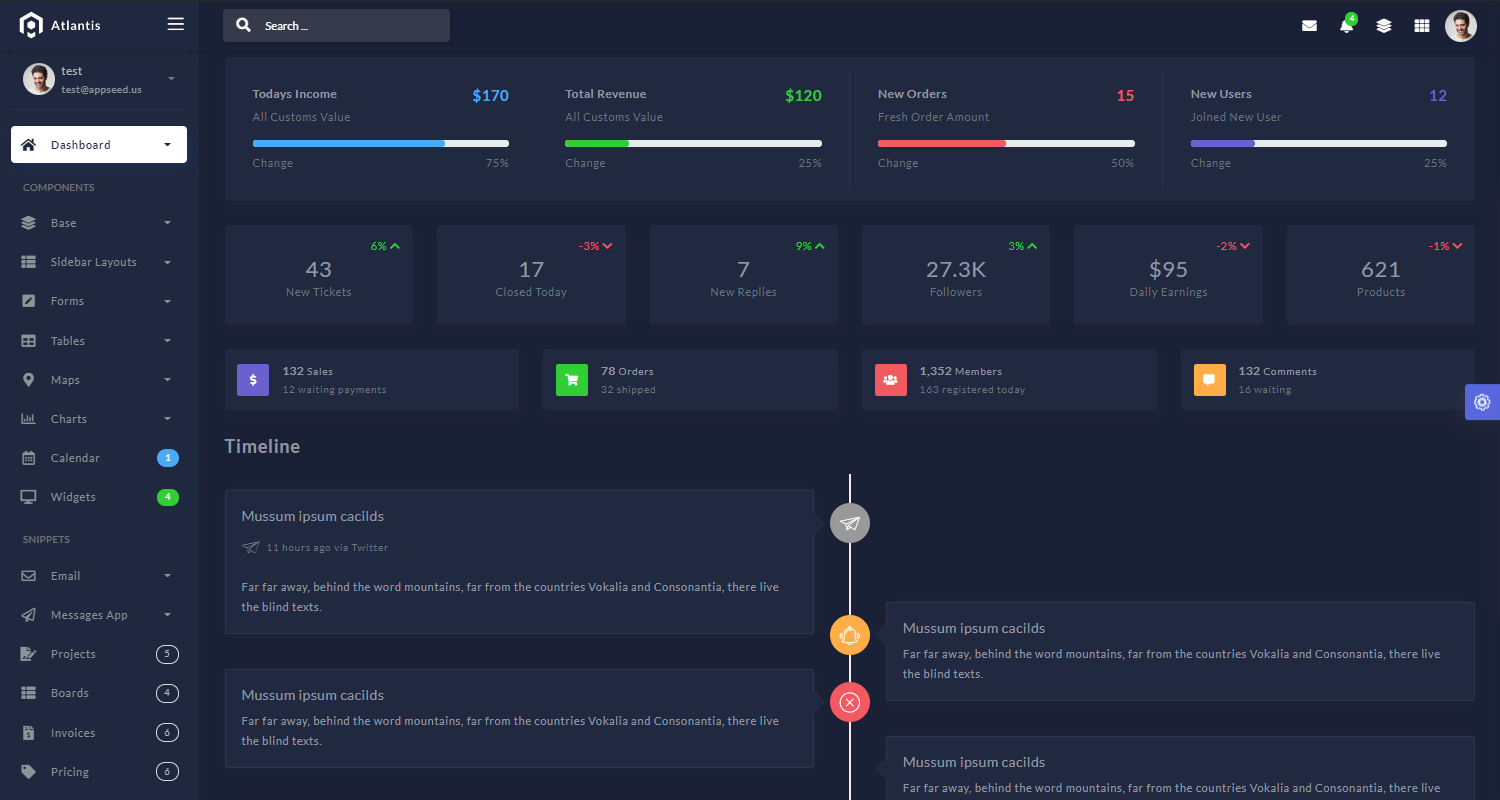 Atlantis
Search ...
4
test
test@appseed.us
Dashboard
COMPONENTS
Base
Sidebar Layouts
Forms
Tables
Maps
Charts
Calendar 1
Widgets 4
SNIPPETS
Email
Messages App
Projects 5
Boards 4
Invoices 6
Pricing 6
Todays Income $170
All Customs Value
Change 75%
Total Revenue $120
All Customs Value
Change 25%
New Orders 15
Fresh Order Amount
Change 50%
New Users 12
Joined New User
Change 25%
6%
43
New Tickets
-3%
17
Closed Today
9%
7
New Replies
3%
27.3K
Followers
-2%
$95
Daily Earnings
-1%
621
Products
132 Sales
12 waiting payments
78 Orders
32 shipped
1,352 Members
163 registered today
132 Comments
16 waiting
Timeline
Mussum ipsum cacilds
11 hours ago via Twitter
Far far away, behind the word mountains, far from the countries Vokalia and Consonantia, there live
the blind texts.
Mussum ipsum cacilds
Far far away, behind the word mountains, far from the countries Vokalia and Consonantia, there live
the blind texts.
Mussum ipsum cacilds
Far far away, behind the word mountains, far from the countries Vokalia and Consonantia, there live
the blind texts.
Mussum ipsum cacilds
Far far away, behind the word mountains, far from the countries Vokalia and Consonantia, there live